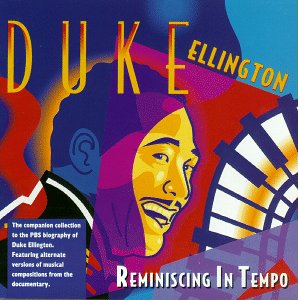 DUKE
ELLINGTON
The companion collection
to the PBS biography of
Duke Ellington.
Featuring alternate
versions of musical
compositions from the
documentary.
REMINISCING IN TEMPO